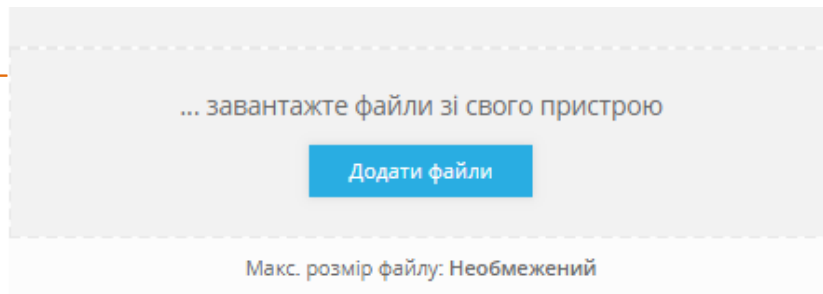 ... завантажте файли зі свого пристрою
Додати файли
Макс. розмір файлу: Необмежений